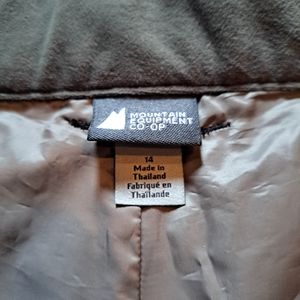 MOUNTAIN
EQUIPMENT
CO-OP
14
Made in
Thailand
Fabriqué en
Thaïlande